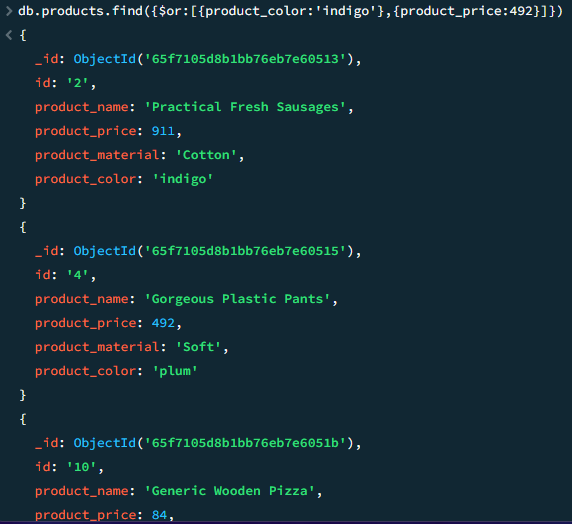 > db.products.find({$or:[{product_color:'indigo'},{product_price:492}]})
< {
_id: ObjectId('65f7105d8b1bb76eb7e60513'),
id: '2',
product_name: 'Practical Fresh Sausages',
product_price: 911,
product_material: 'Cotton',
product_color: 'indigo'
}
{
_id: ObjectId('65f7105d8b1bb76eb7e60515'),
id: '4',
product_name: 'Gorgeous Plastic Pants',
product_price: 492,
product_material: 'Soft',
product_color: 'plum'
}
{
_id: ObjectId('65f7105d8b1bb76eb7e6051b'),
id: '10',
product_name: 'Generic Wooden Pizza',
product_price: 84,